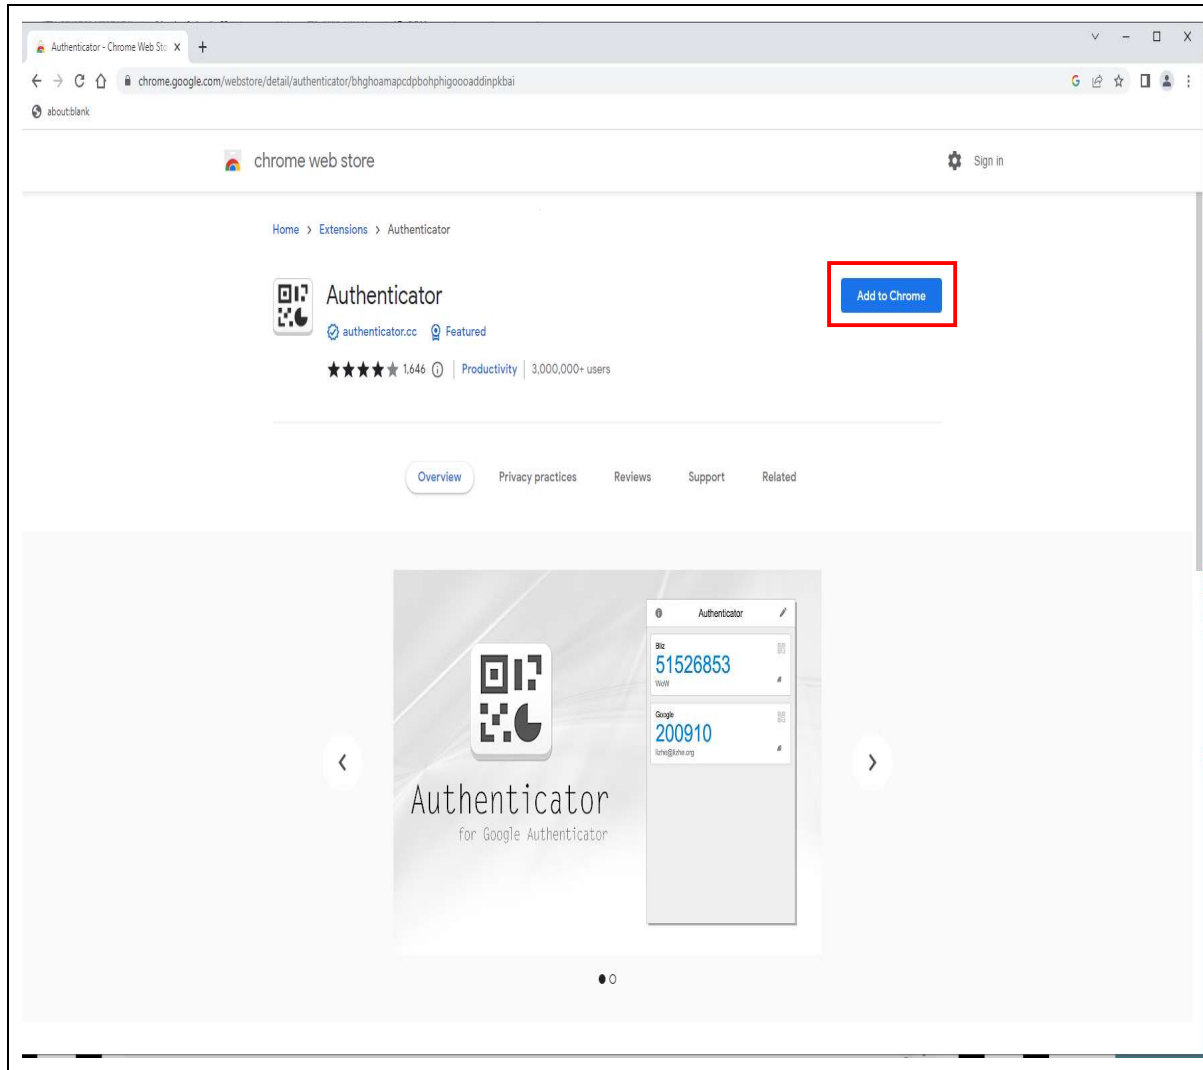 Authenticator - Chrome Web Sto
chrome.google.com/webstore/detail/authenticator/bhghoamapcdpbohphigoooaddinpkbai
about:blank
chrome web store
Sign in
Home > Extensions > Authenticator
Authenticator
Add to Chrome
authenticator.cc Featured
1,646 Productivity 3,000,000+ users
Overview Privacy practices Reviews Support Related
Authenticator
for Google Authenticator
Authenticator
Bliz
51526853
WoW
Google
200910